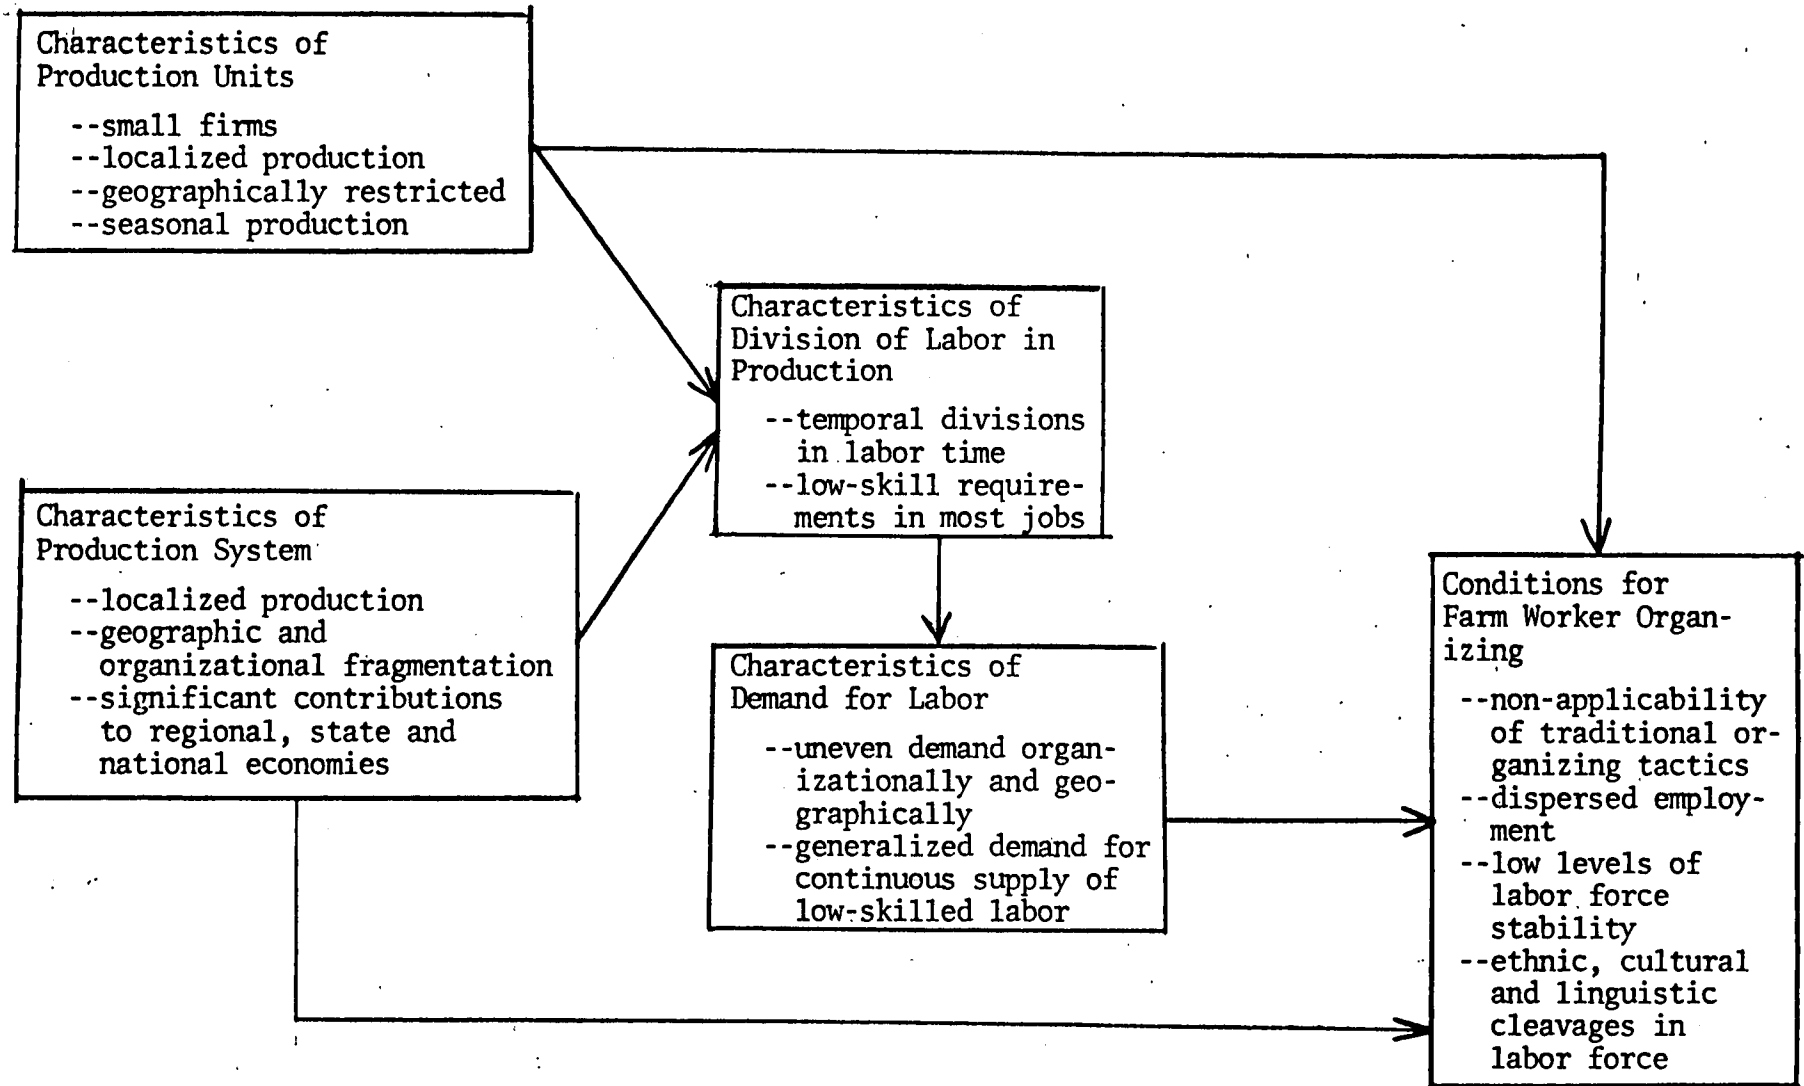 Characteristics of
Production Units
--small firms
--localized production
--geographically restricted
--seasonal production
Characteristics of
Production System
--localized production
--geographic and
organizational fragmentation
--significant contributions
to regional, state and
national economies
Characteristics of
Division of Labor in
Production
--temporal divisions
in labor time
--low-skill require-
ments in most jobs
Characteristics of
Demand for Labor
--uneven demand organ-
izationally and geo-
graphically
--generalized demand for
continuous supply of
low-skilled labor
Conditions for
Farm Worker Organ-
izing
--non-applicability
of traditional or-
ganizing tactics
--dispersed employ-
ment
--low levels of
labor force
stability
--ethnic, cultural
and linguistic
cleavages in
labor force